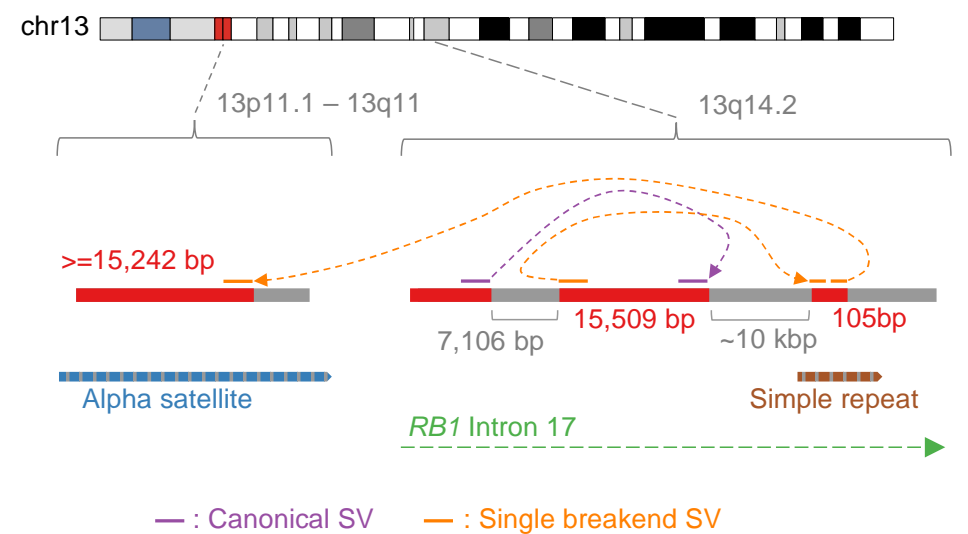 chr13
13p11.1 – 13q11
13q14.2
>=15,242 bp
15,509 bp
105bp
7,106 bp
~10 kbp
Alpha satellite
Simple repeat
RB1 Intron 17
: Canonical SV
: Single breakend SV